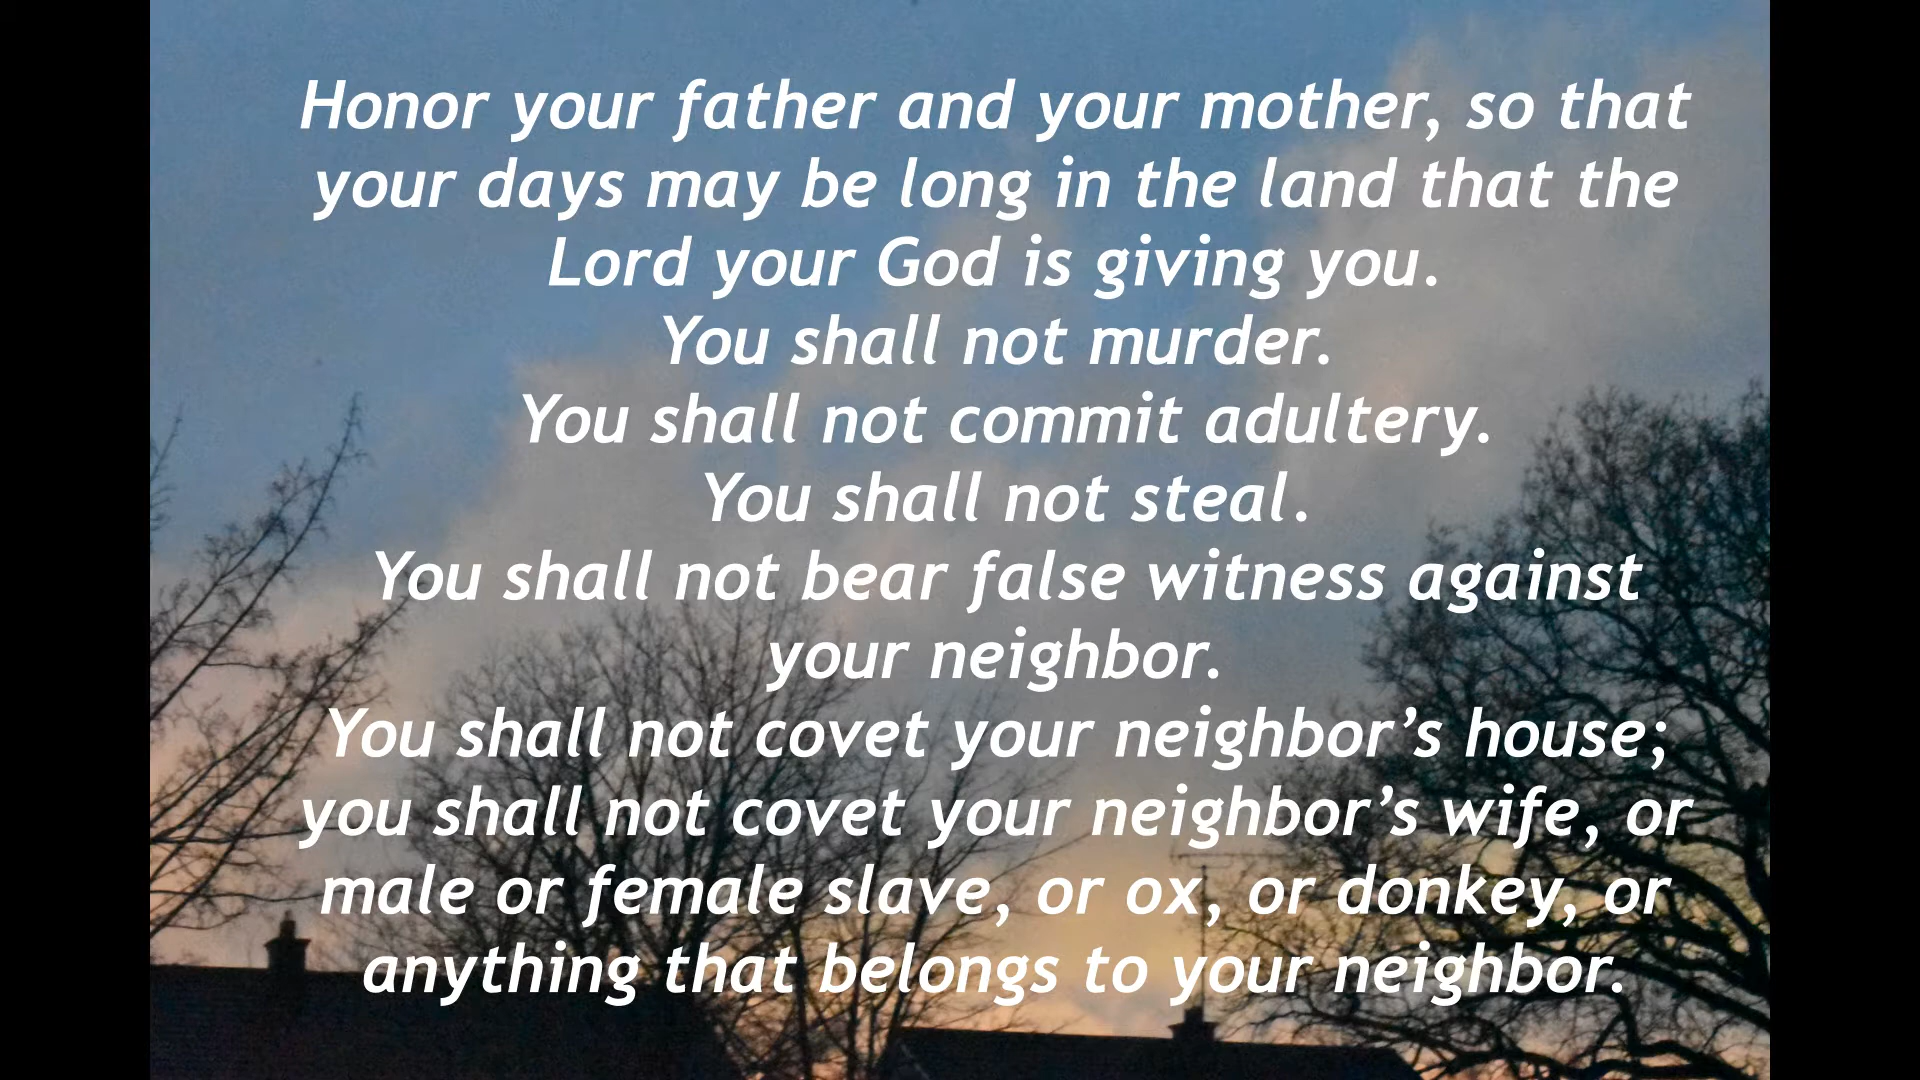 Honor your father and your mother, so that
your days may be long in the land that the
Lord your God is giving you.
You shall not murder.
You shall not commit adultery.
You shall not steal.
You shall not bear false witness against
your neighbor.
You shall not covet your neighbor’s house;
you shall not covet your neighbor’s wife, or
male or female slave, or ox, or donkey, or
anything that belongs to your neighbor.